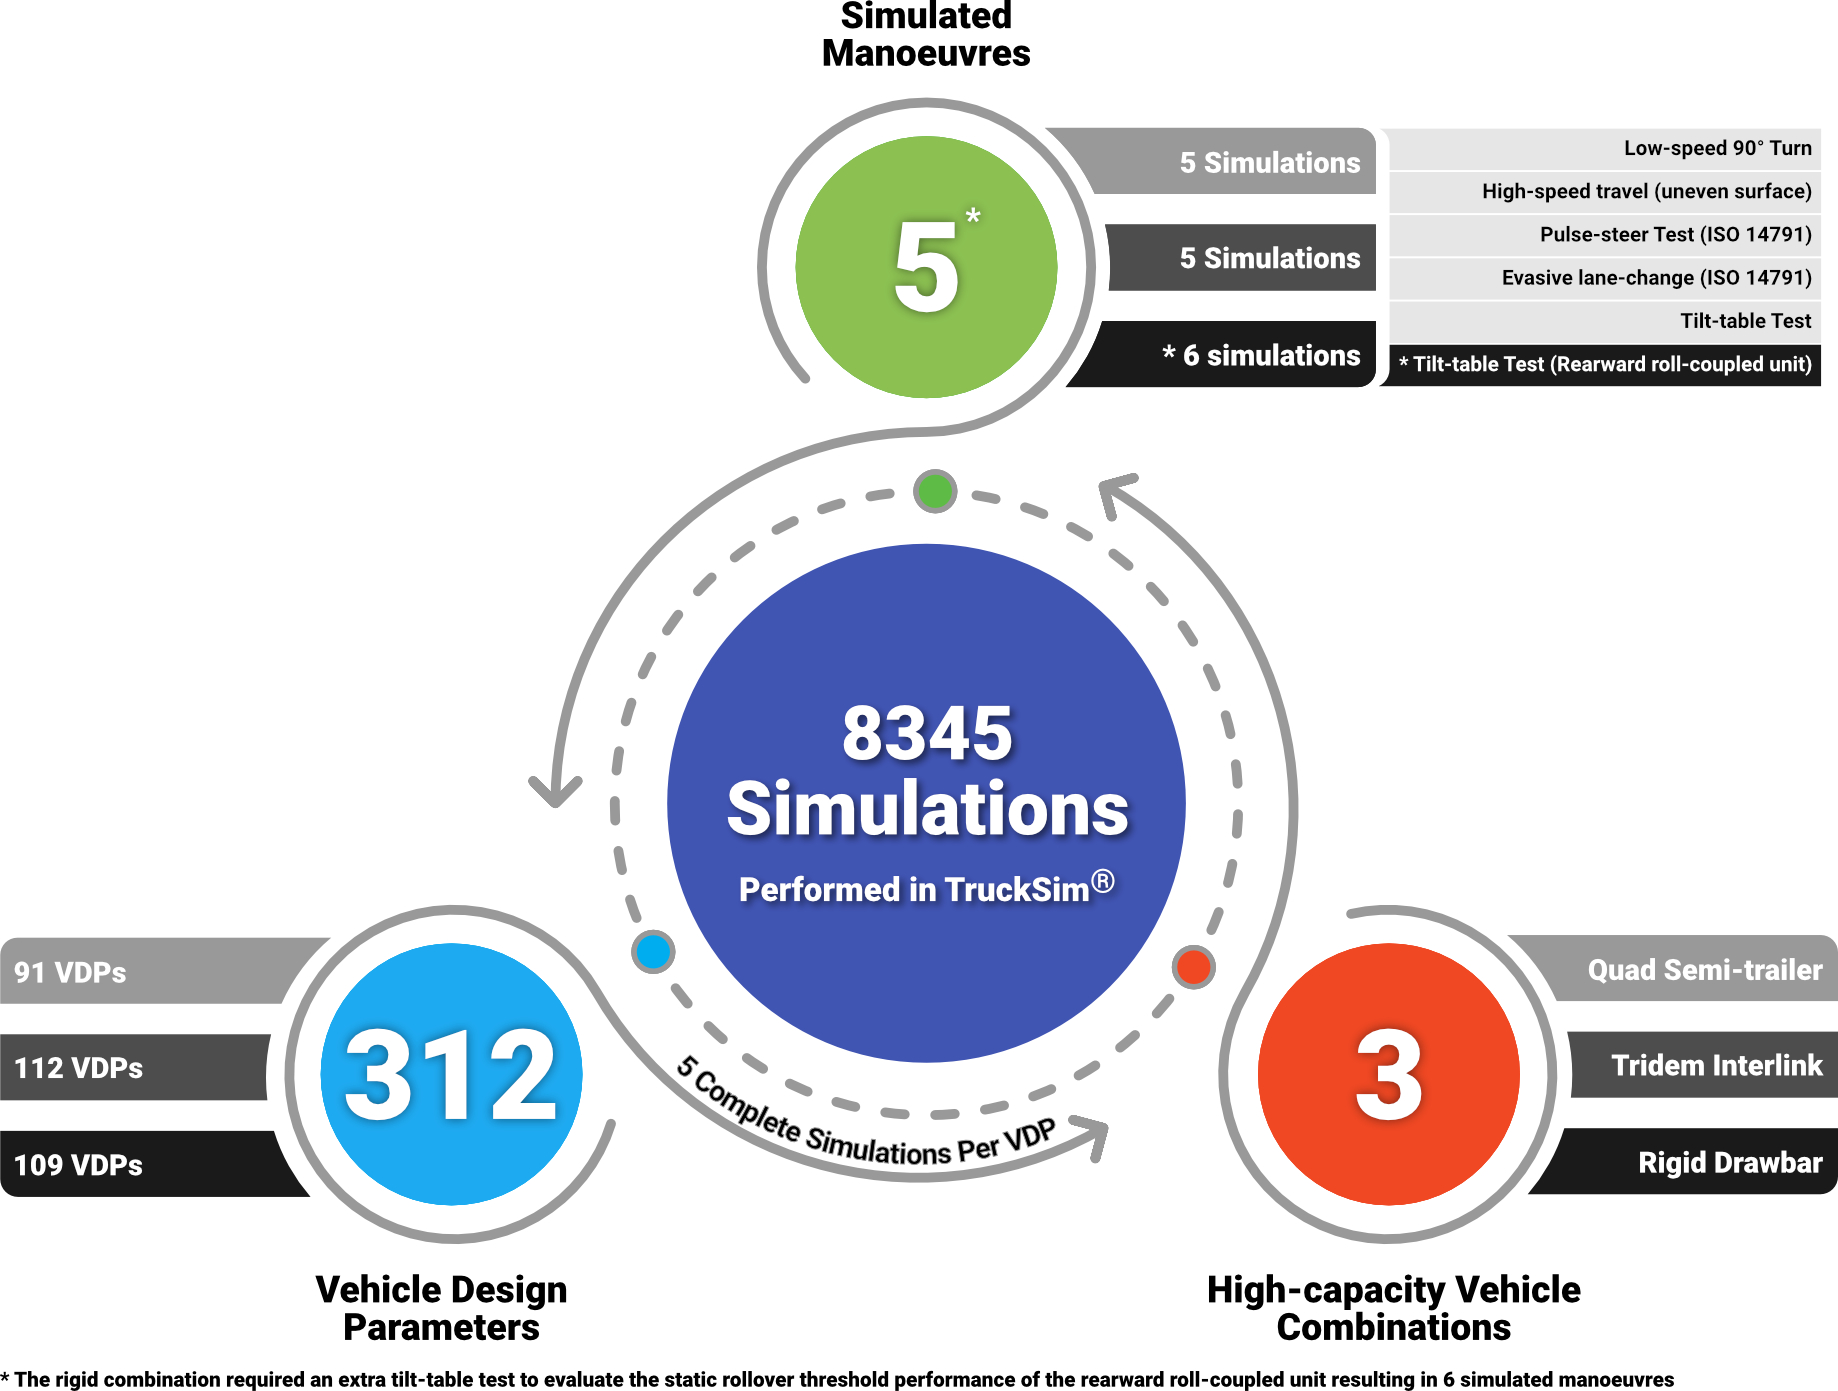 Simulated
Manoeuvres
5*
5 Simulations
5 Simulations
* 6 simulations
Low-speed 90° Turn
High-speed travel (uneven surface)
Pulse-steer Test (ISO 14791)
Evasive lane-change (ISO 14791)
Tilt-table Test
* Tilt-table Test (Rearward roll-coupled unit)
8345
Simulations
Performed in TruckSim®
5 Complete Simulations Per VDP
91 VDPs
112 VDPs
109 VDPs
312
Vehicle Design
Parameters
3
Quad Semi-trailer
Tridem Interlink
Rigid Drawbar
High-capacity Vehicle
Combinations
* The rigid combination required an extra tilt-table test to evaluate the static rollover threshold performance of the rearward roll-coupled unit resulting in 6 simulated manoeuvres